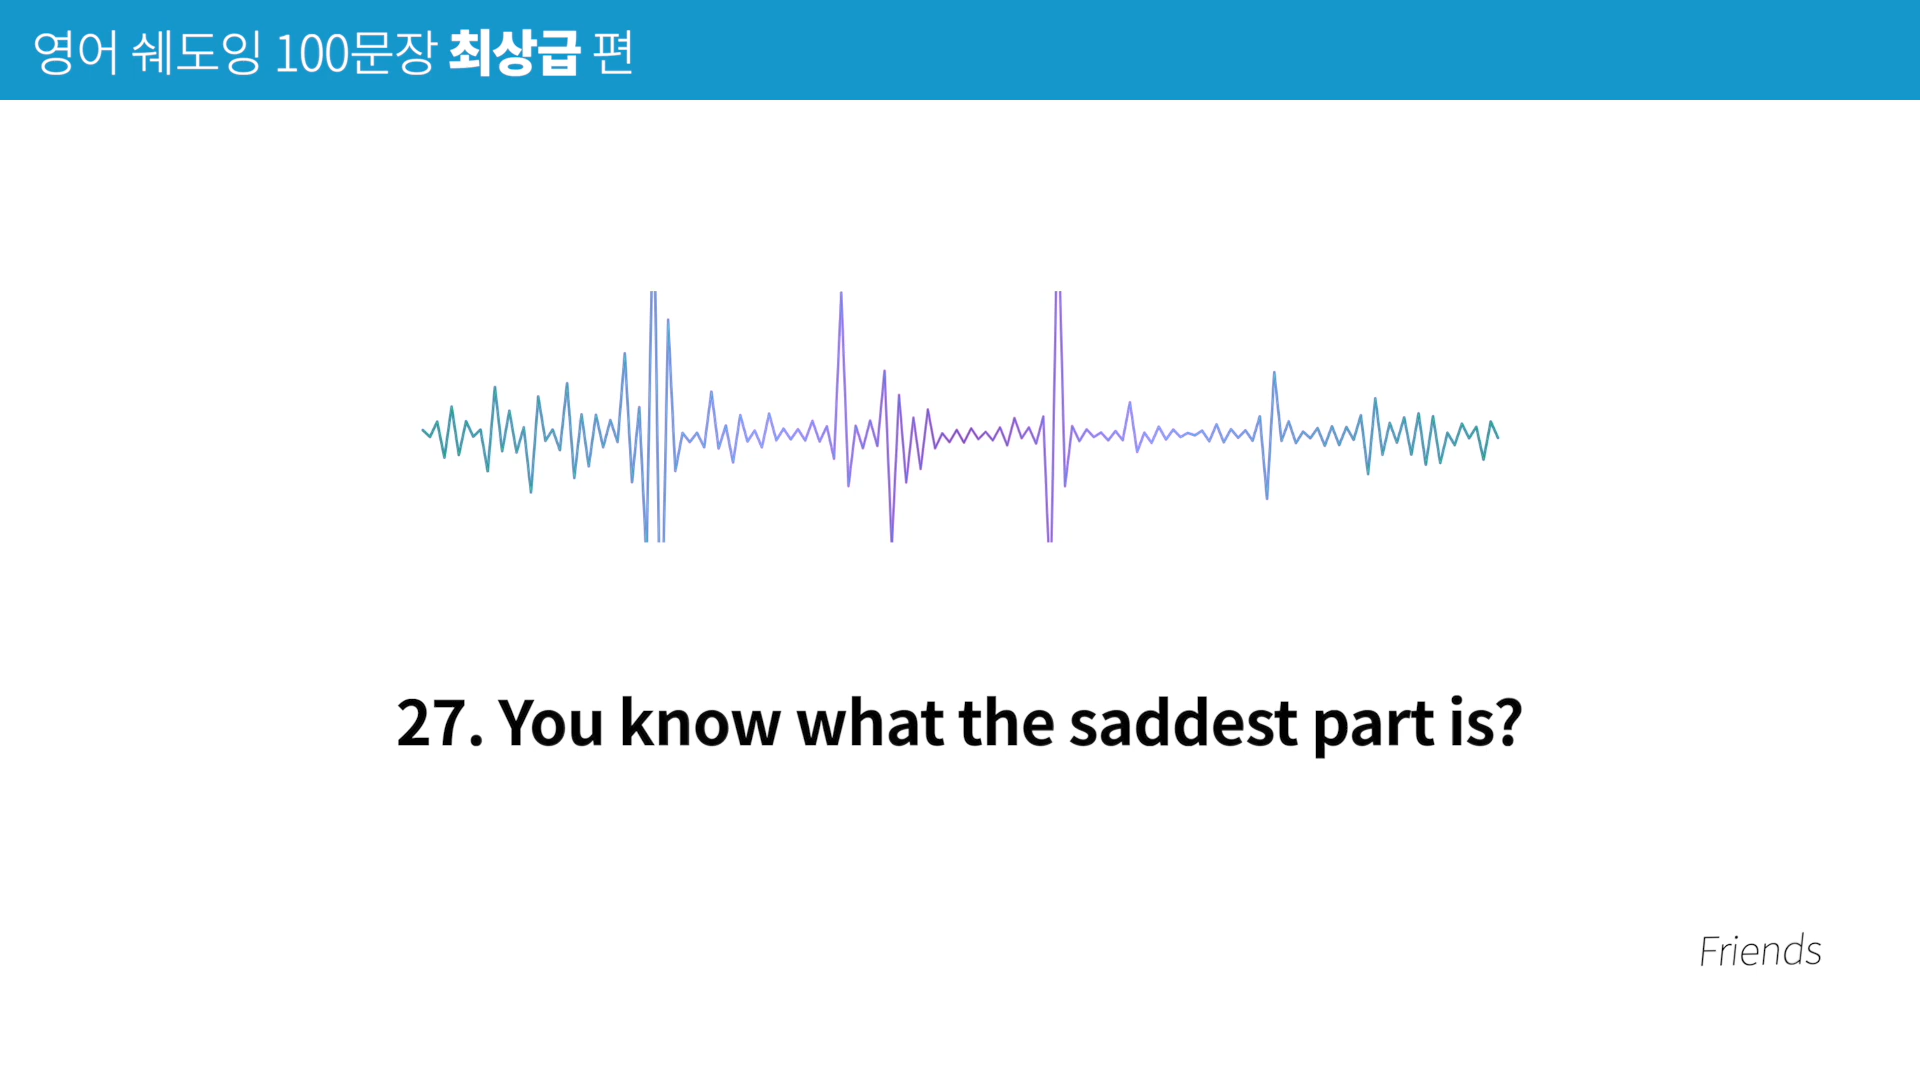 영어 쉐도잉 100문장 최상급 편
27. You know what the saddest part is?
Friends